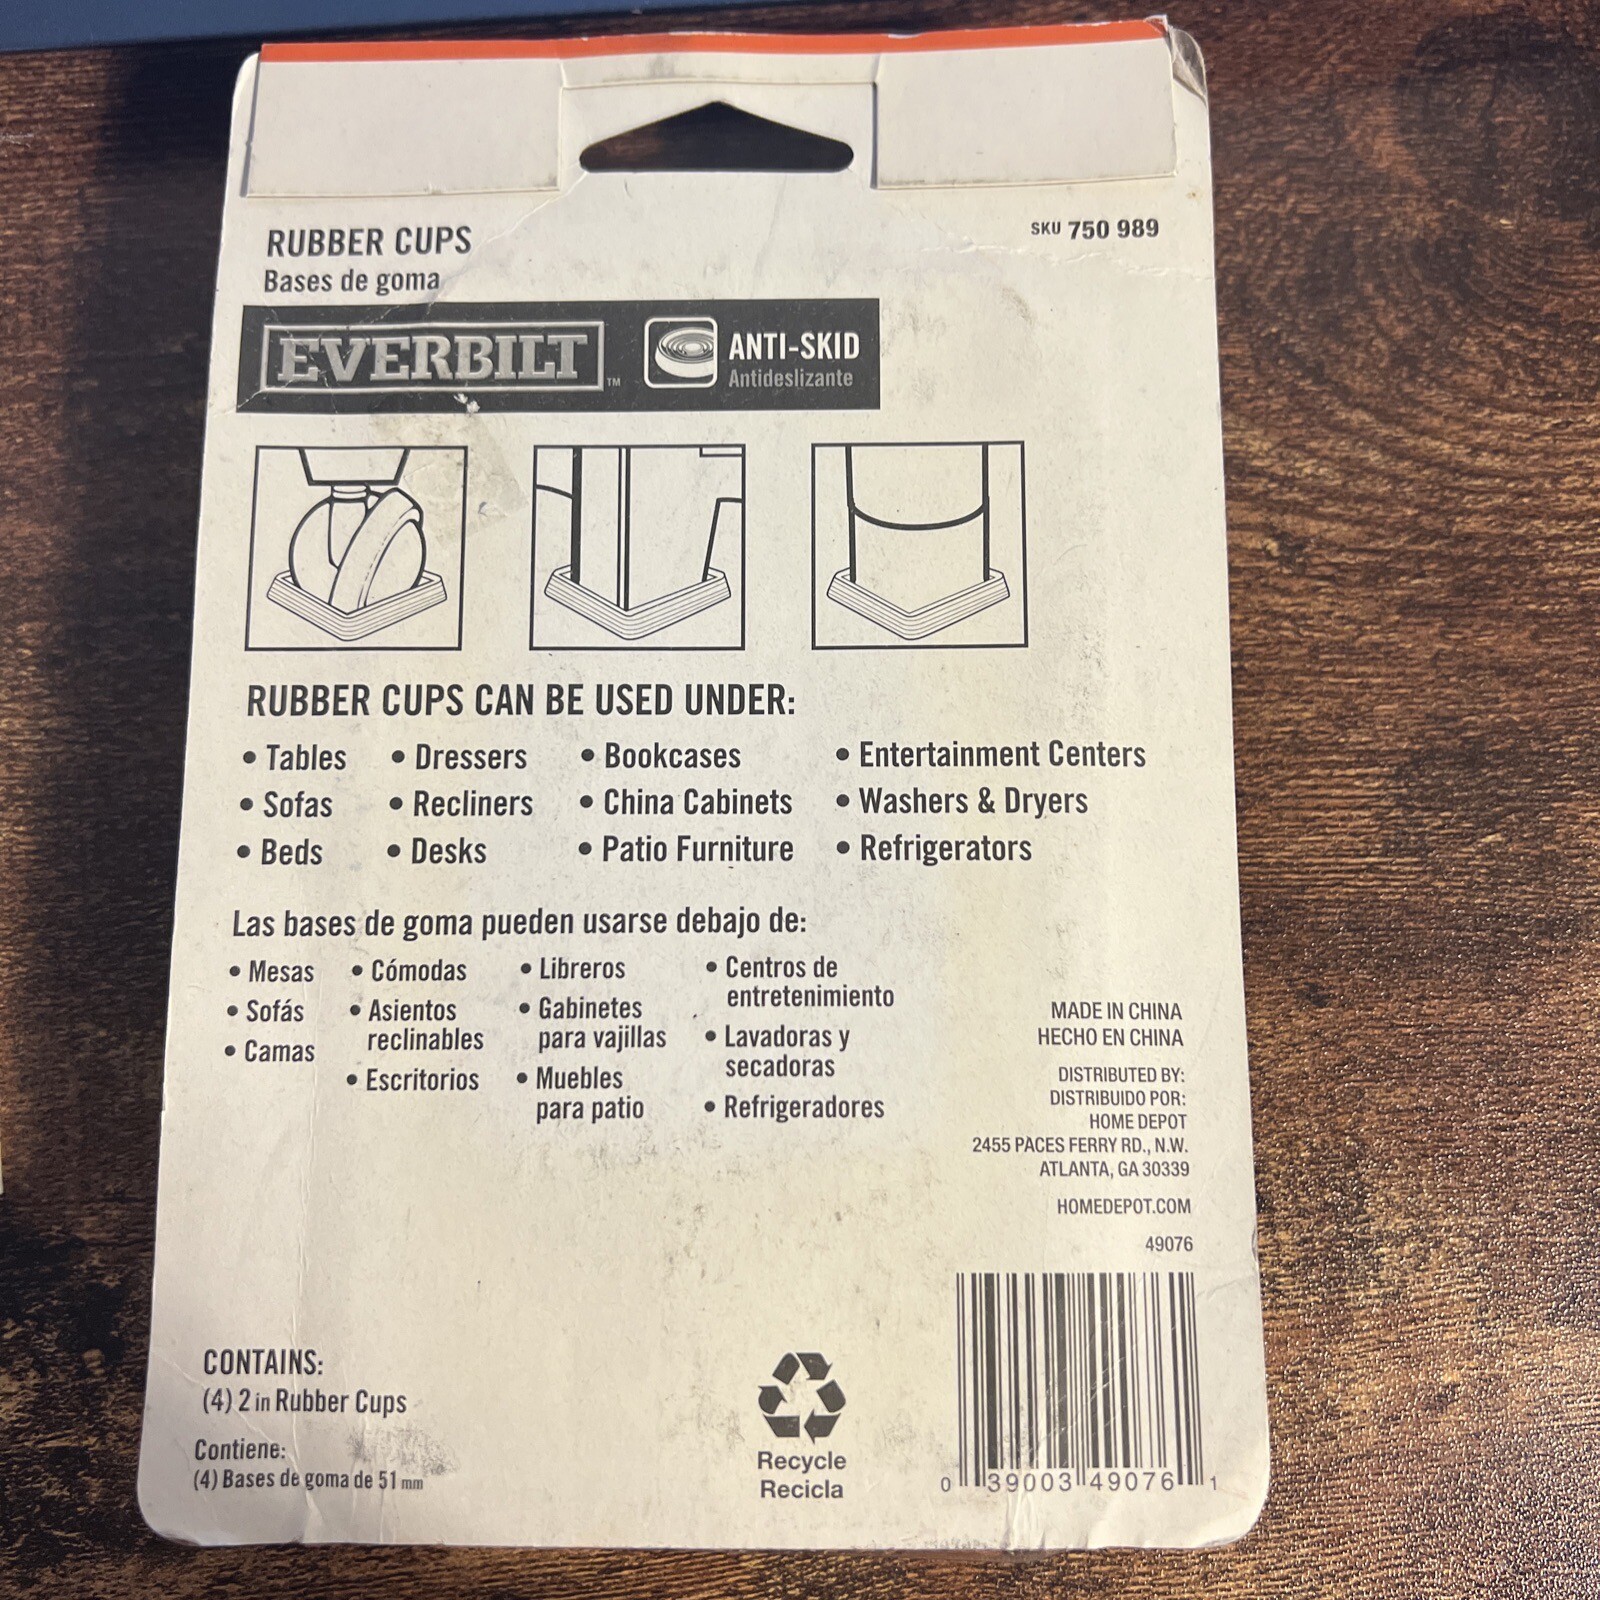 RUBBER CUPS
Bases de goma
SKU 750 989
EVERBILT™
ANTI-SKID
Antideslizante
RUBBER CUPS CAN BE USED UNDER:
• Tables
• Sofas
• Beds
• Dressers
• Recliners
• Desks
• Bookcases
• China Cabinets
• Patio Furniture
• Entertainment Centers
• Washers & Dryers
• Refrigerators
Las bases de goma pueden usarse debajo de:
• Mesas
• Sofás
• Camas
• Cómodas
• Asientos
reclinables
• Escritorios
• Libreros
• Gabinetes
para vajillas
• Muebles
para patio
• Centros de
entretenimiento
• Lavadoras y
secadoras
• Refrigeradores
MADE IN CHINA
HECHO EN CHINA
DISTRIBUTED BY:
DISTRIBUIDO POR:
HOME DEPOT
2455 PACES FERRY RD., N.W.
ATLANTA, GA 30339
HOMEDEPOT.COM
49076
CONTAINS:
(4) 2 in Rubber Cups
Contiene:
(4) Bases de goma de 51 mm
Recycle
Recicla
0 39003 49076 1